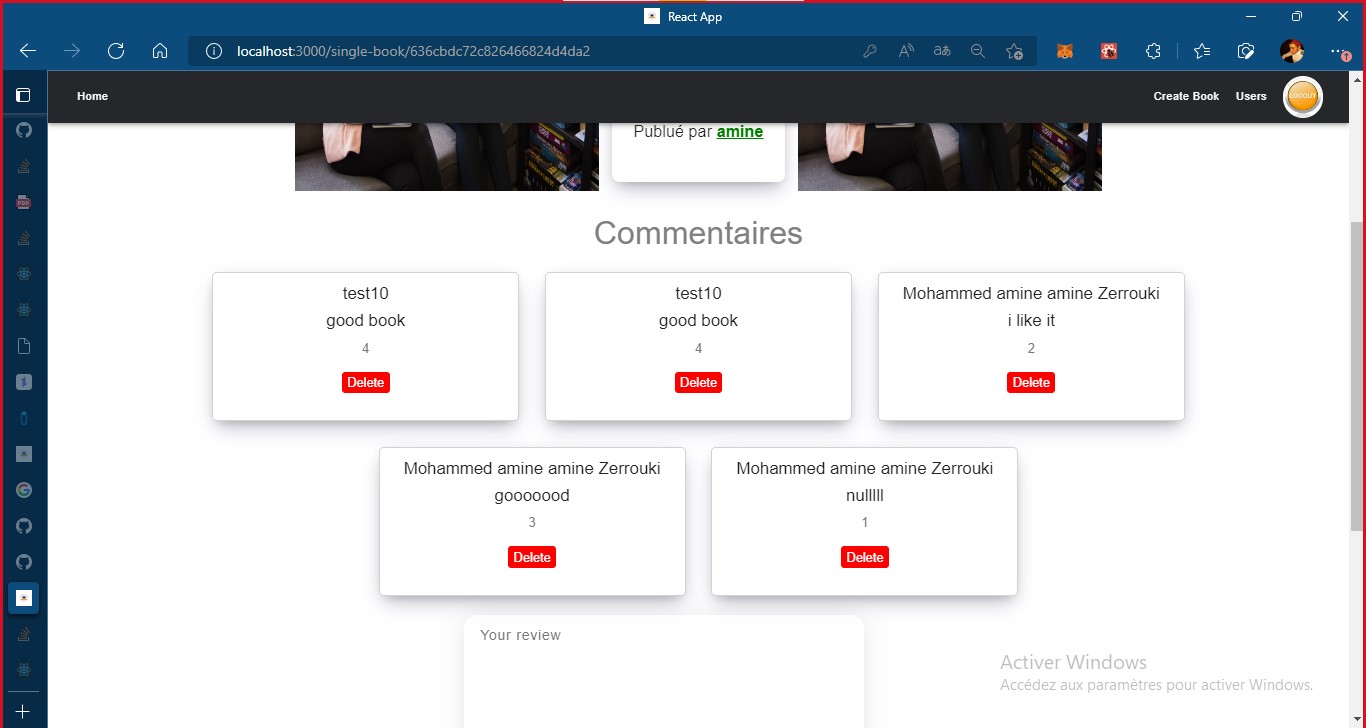 React App
localhost:3000/single-book/636cbdc72c826466824d4da2
Home
Create Book
Users
LOGOUT
Publué par amine
Commentaires
test10
good book
4
Delete
test10
good book
4
Delete
Mohammed amine amine Zerrouki
i like it
2
Delete
Mohammed amine amine Zerrouki
gooooood
3
Delete
Mohammed amine amine Zerrouki
nulllll
1
Delete
Your review
Activer Windows
Accédez aux paramètres pour activer Windows.
PDF